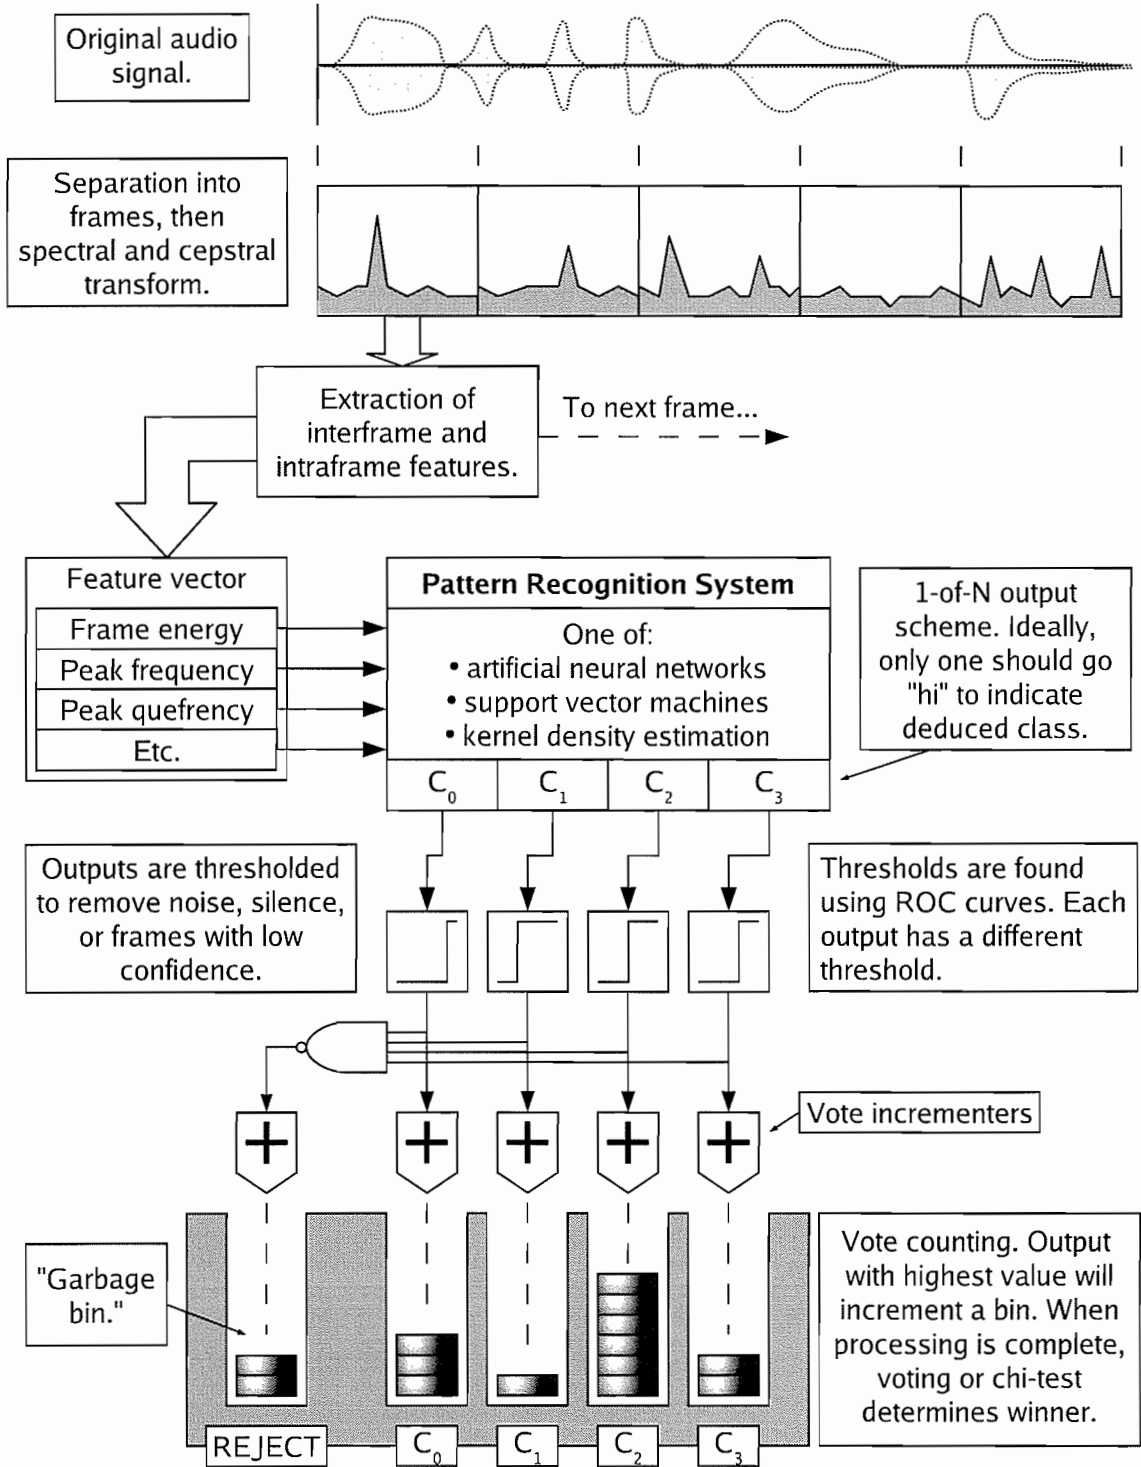 Original audio
signal.
Separation into
frames, then
spectral and cepstral
transform.
Extraction of
interframe and
intraframe features.
To next frame...
Feature vector
Frame energy
Peak frequency
Peak quefrency
Etc.
Pattern Recognition System
One of:
• artificial neural networks
• support vector machines
• kernel density estimation
C₀ C₁ C₂ C₃
1-of-N output
scheme. Ideally,
only one should go
"hi" to indicate
deduced class.
Outputs are thresholded
to remove noise, silence,
or frames with low
confidence.
Thresholds are found
using ROC curves. Each
output has a different
threshold.
Vote incrementers
"Garbage
bin."
Vote counting. Output
with highest value will
increment a bin. When
processing is complete,
voting or chi-test
determines winner.
REJECT C₀ C₁ C₂ C₃